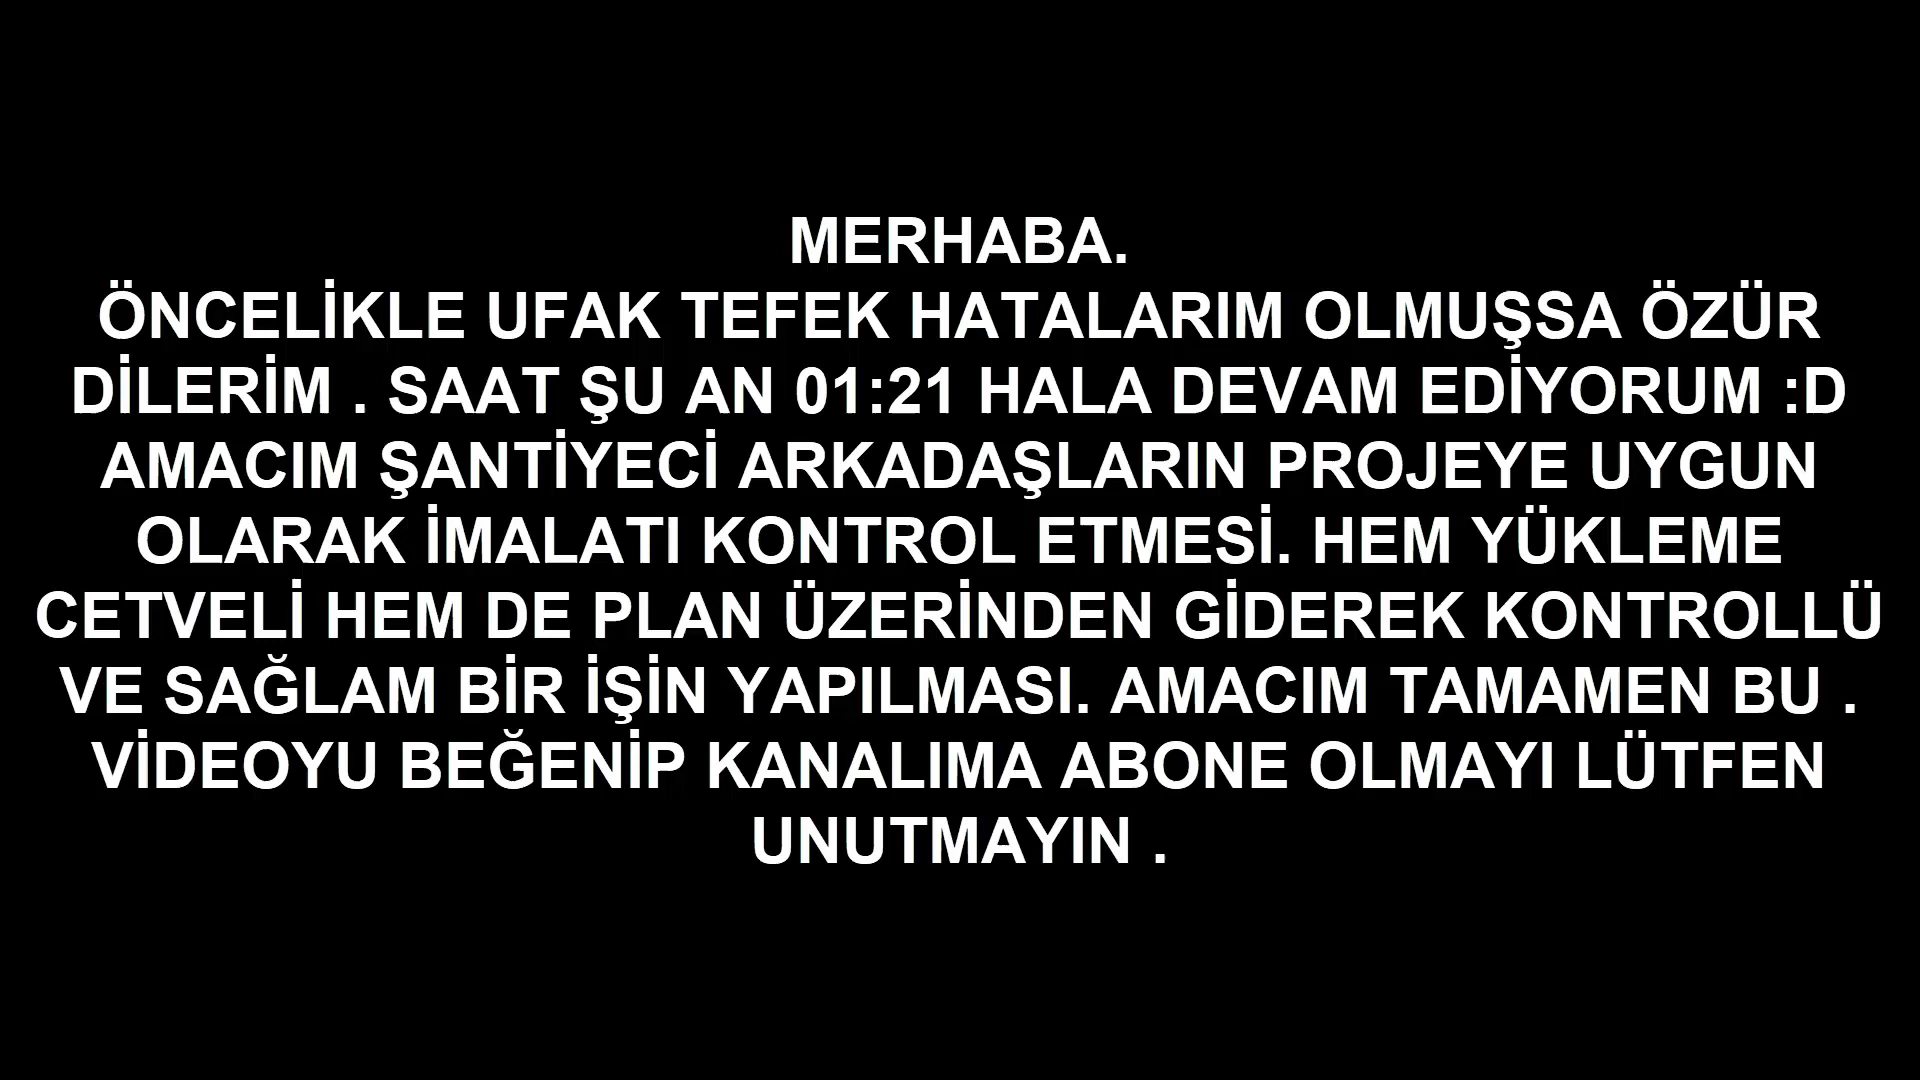 MERHABA.
ÖNCELİKLE UFAK TEFEK HATALARIM OLMUŞSA ÖZÜR
DİLERİM . SAAT ŞU AN 01:21 HALA DEVAM EDİYORUM :D
AMACIM ŞANTİYECİ ARKADAŞLARIN PROJEYE UYGUN
OLARAK İMALATI KONTROL ETMESİ. HEM YÜKLEME
CETVELİ HEM DE PLAN ÜZERİNDEN GİDEREK KONTROLLÜ
VE SAĞLAM BİR İŞİN YAPILMASI. AMACIM TAMAMEN BU .
VİDEOYU BEĞENİP KANALIMA ABONE OLMAYI LÜTFEN
UNUTMAYIN .